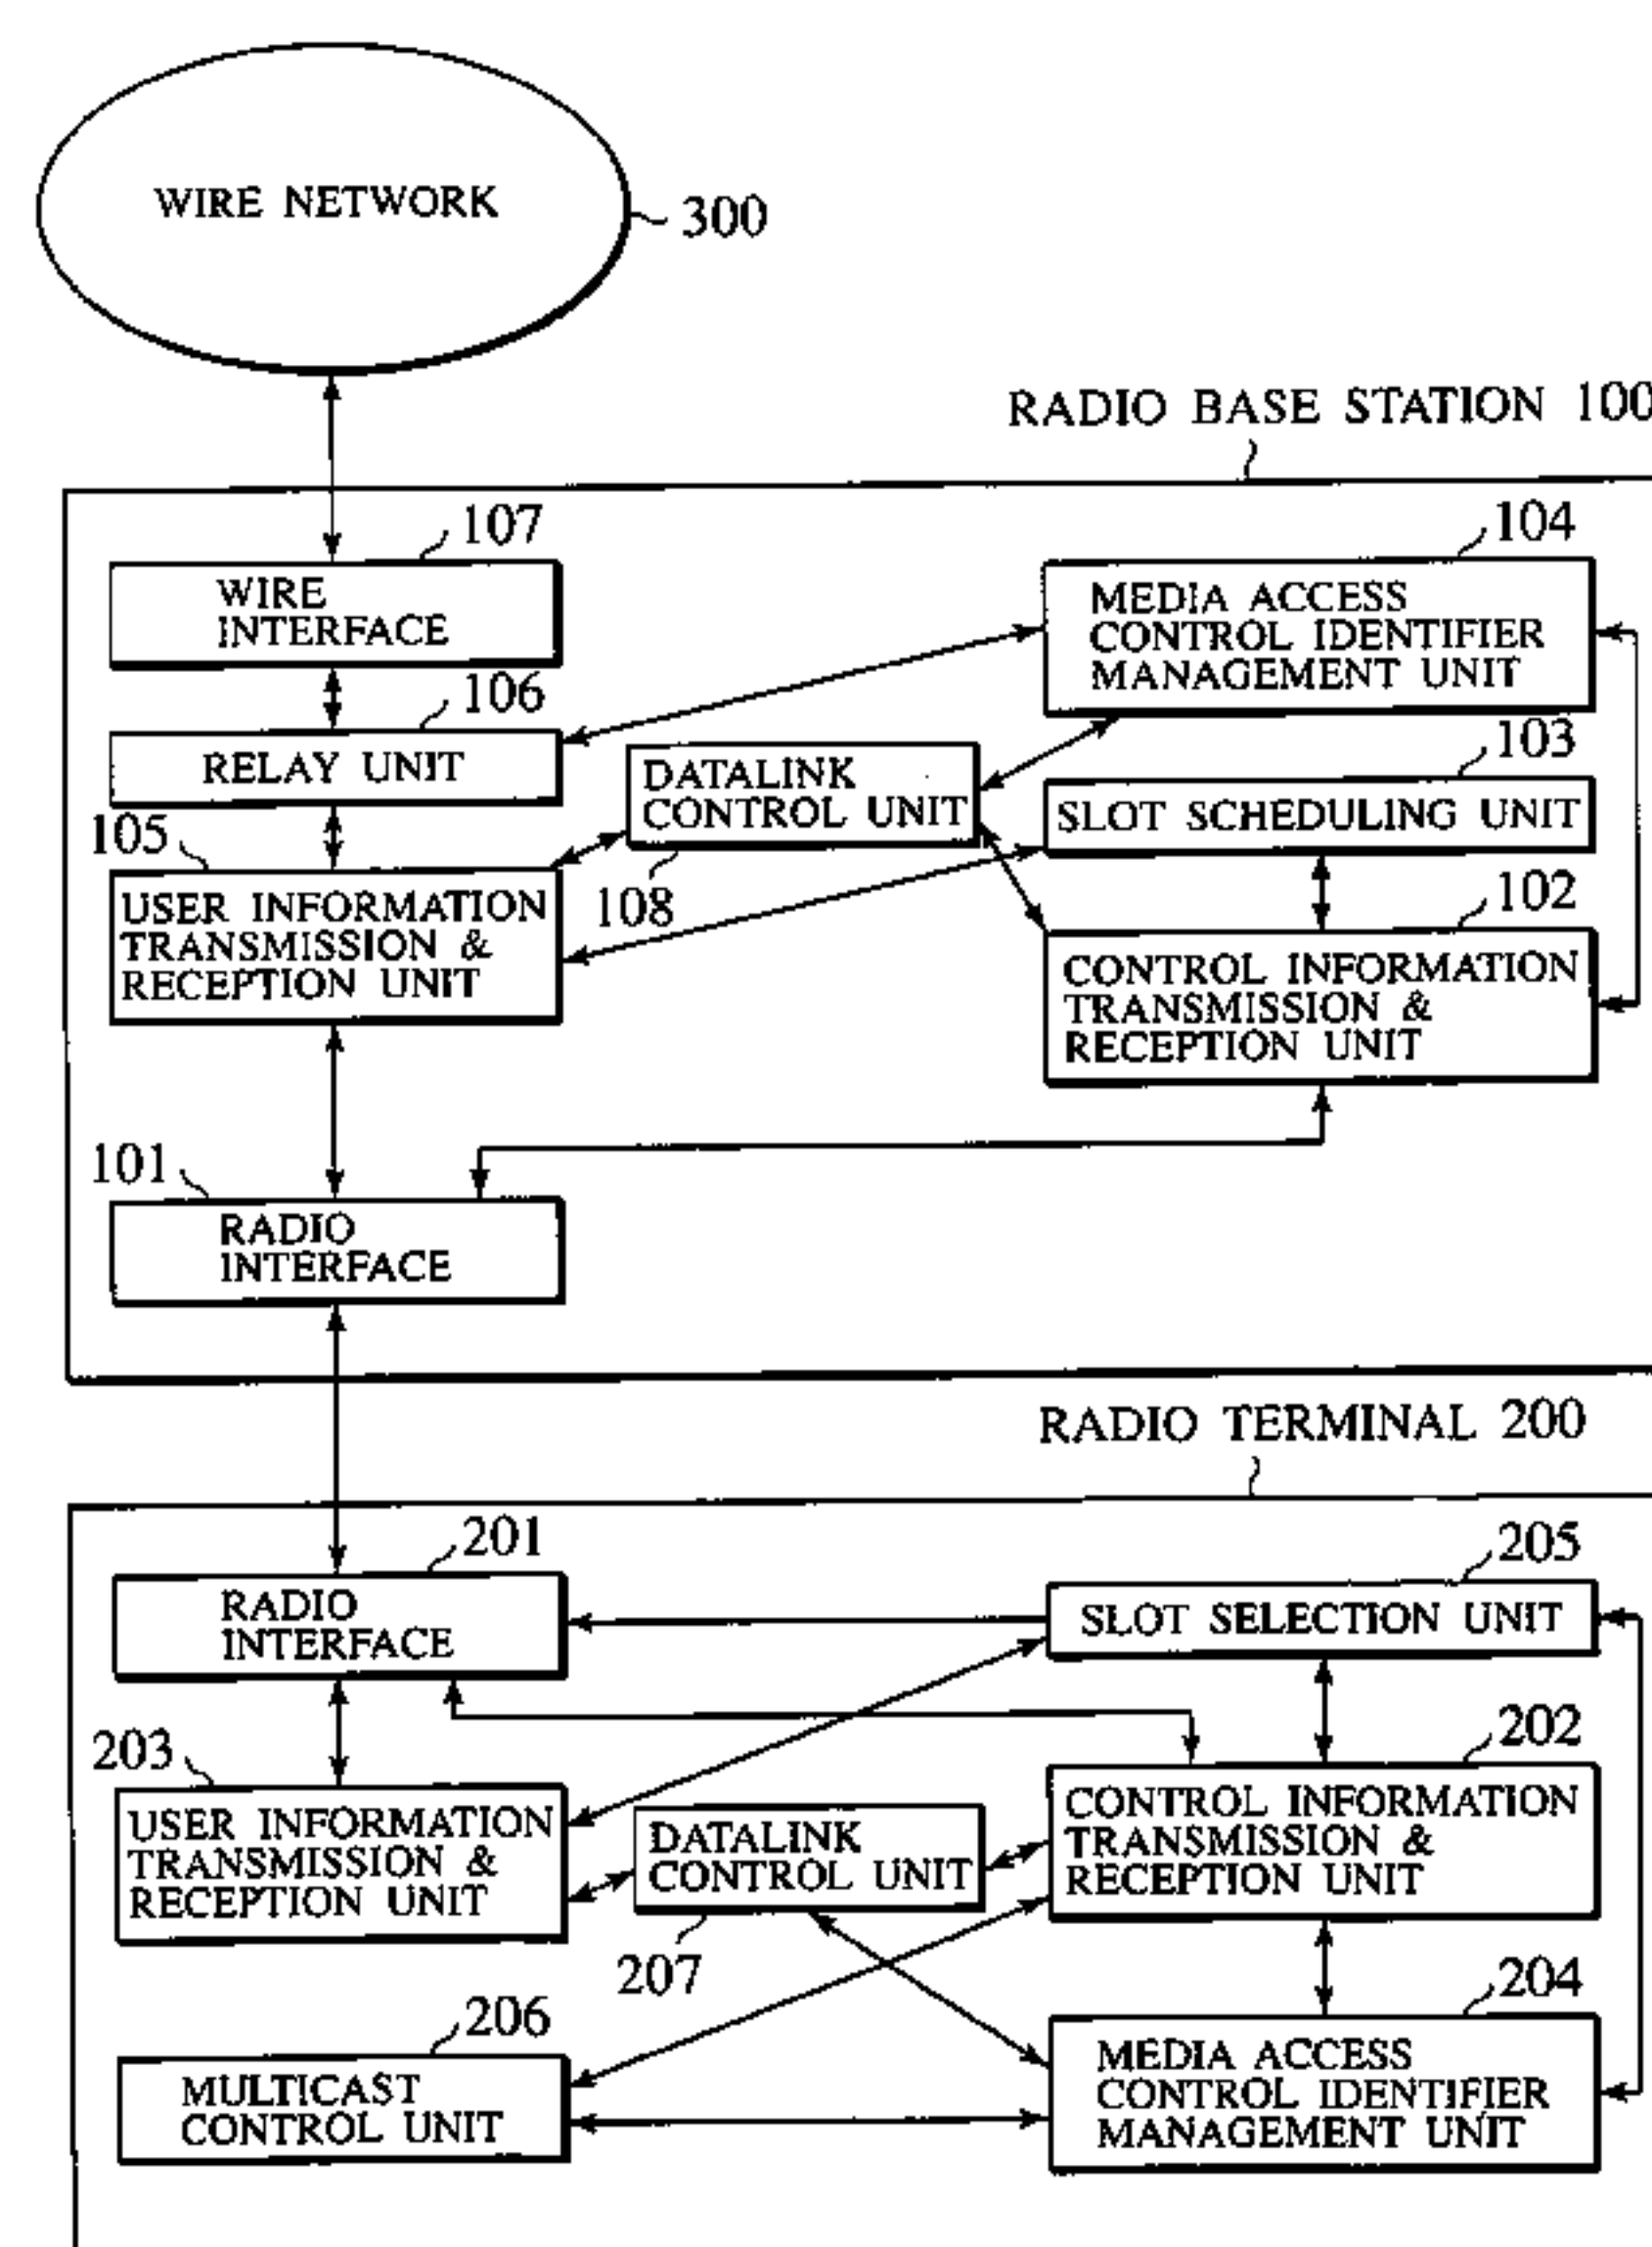 WIRE NETWORK
300
RADIO BASE STATION 100
107
WIRE
INTERFACE
104
MEDIA ACCESS
CONTROL IDENTIFIER
MANAGEMENT UNIT
106
RELAY UNIT
DATALINK
CONTROL UNIT
108
103
SLOT SCHEDULING UNIT
105
USER INFORMATION
TRANSMISSION &
RECEPTION UNIT
102
CONTROL INFORMATION
TRANSMISSION &
RECEPTION UNIT
101
RADIO
INTERFACE
RADIO TERMINAL 200
201
RADIO
INTERFACE
205
SLOT SELECTION UNIT
203
USER INFORMATION
TRANSMISSION &
RECEPTION UNIT
DATALINK
CONTROL UNIT
207
202
CONTROL INFORMATION
TRANSMISSION &
RECEPTION UNIT
206
MULTICAST
CONTROL UNIT
204
MEDIA ACCESS
CONTROL IDENTIFIER
MANAGEMENT UNIT